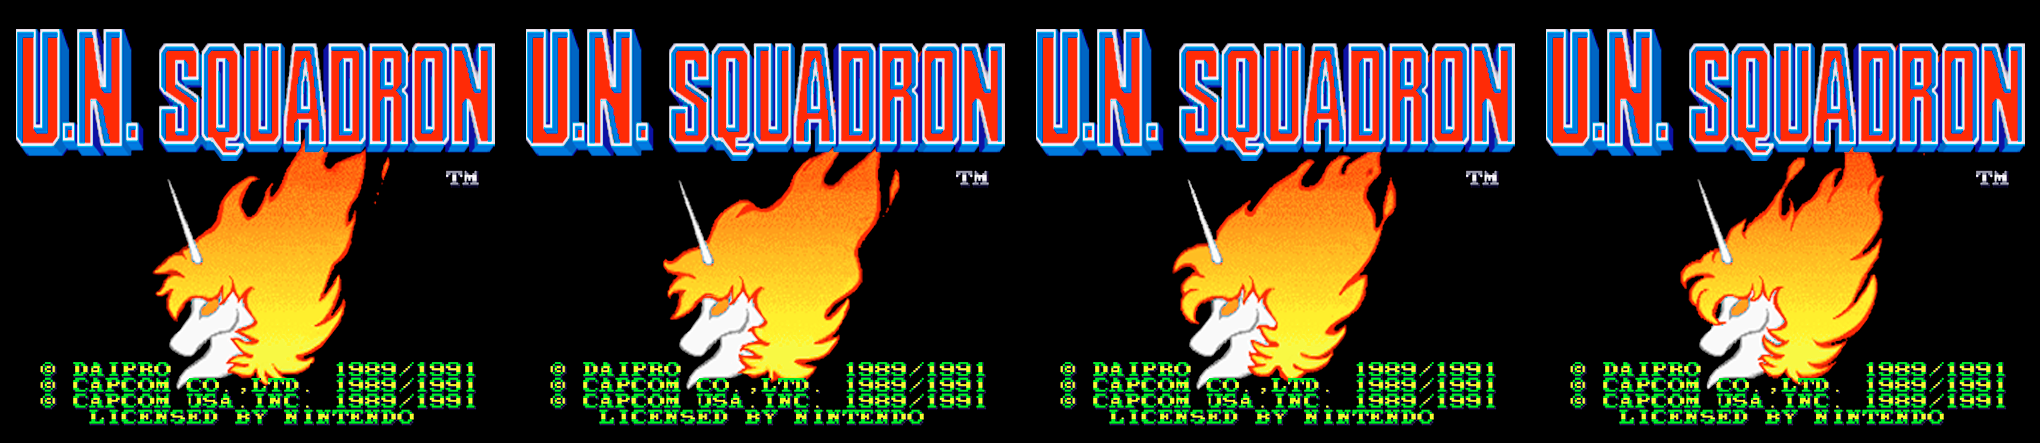 U.N. SQUADRON
TM
© DAIPRO 1989/1991
© CAPCOM CO.,LTD. 1989/1991
© CAPCOM USA,INC. 1989/1991
LICENSED BY NINTENDO
U.N. SQUADRON
TM
© DAIPRO 1989/1991
© CAPCOM CO.,LTD. 1989/1991
© CAPCOM USA,INC. 1989/1991
LICENSED BY NINTENDO
U.N. SQUADRON
TM
© DAIPRO 1989/1991
© CAPCOM CO.,LTD. 1989/1991
© CAPCOM USA,INC. 1989/1991
LICENSED BY NINTENDO
U.N. SQUADRON
TM
© DAIPRO 1989/1991
© CAPCOM CO.,LTD. 1989/1991
© CAPCOM USA,INC. 1989/1991
LICENSED BY NINTENDO